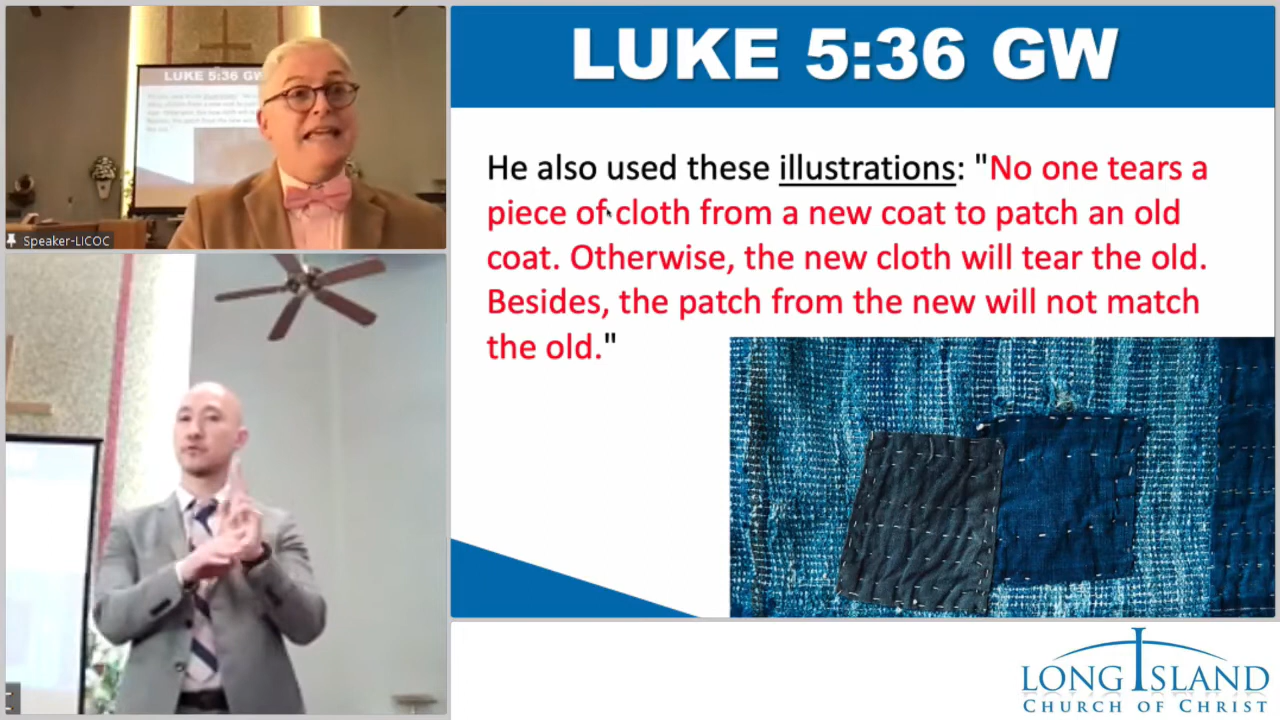 LUKE 5:36 GW
Speaker-LICOC
LUKE 5:36 GW
He also used these illustrations: "No one tears a
piece of cloth from a new coat to patch an old
coat. Otherwise, the new cloth will tear the old.
Besides, the patch from the new will not match
the old."
LONG ISLAND
CHURCH OF CHRIST